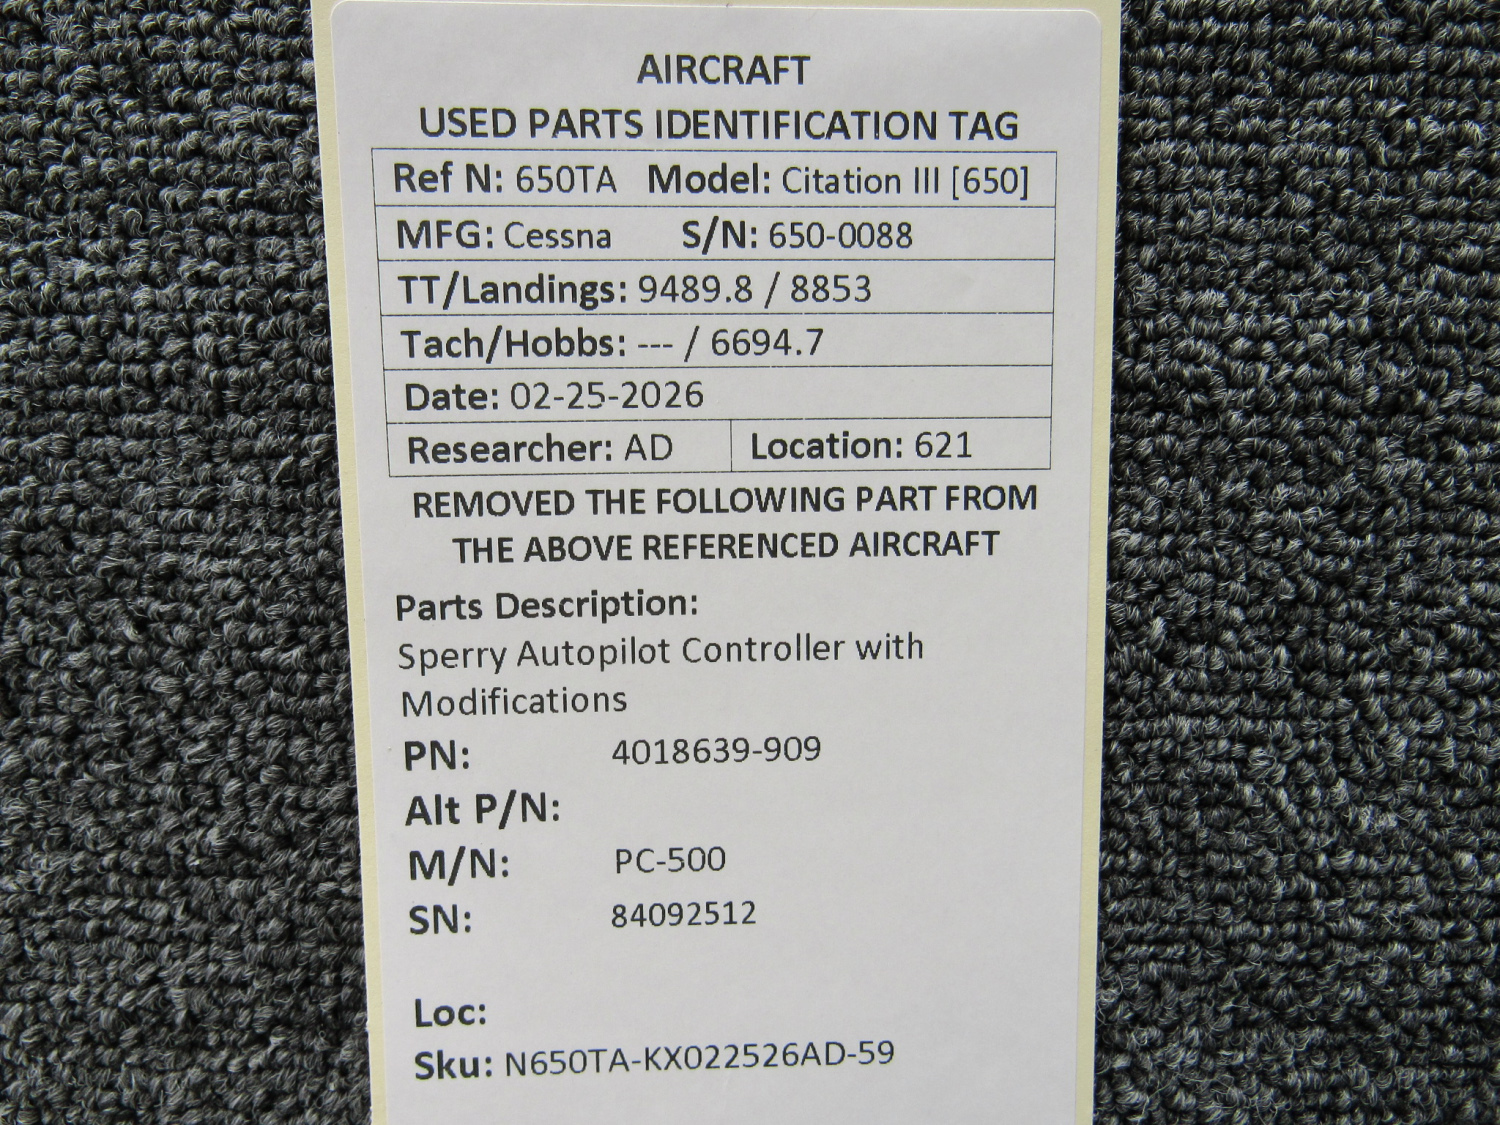 AIRCRAFT
USED PARTS IDENTIFICATION TAG
Ref N: 650TA Model: Citation III [650]
MFG: Cessna S/N: 650-0088
TT/Landings: 9489.8 / 8853
Tach/Hobbs: --- / 6694.7
Date: 02-25-2026
Researcher: AD Location: 621
REMOVED THE FOLLOWING PART FROM
THE ABOVE REFERENCED AIRCRAFT
Parts Description:
Sperry Autopilot Controller with
Modifications
PN: 4018639-909
Alt P/N:
M/N: PC-500
SN: 84092512
Loc:
Sku: N650TA-KX022526AD-59